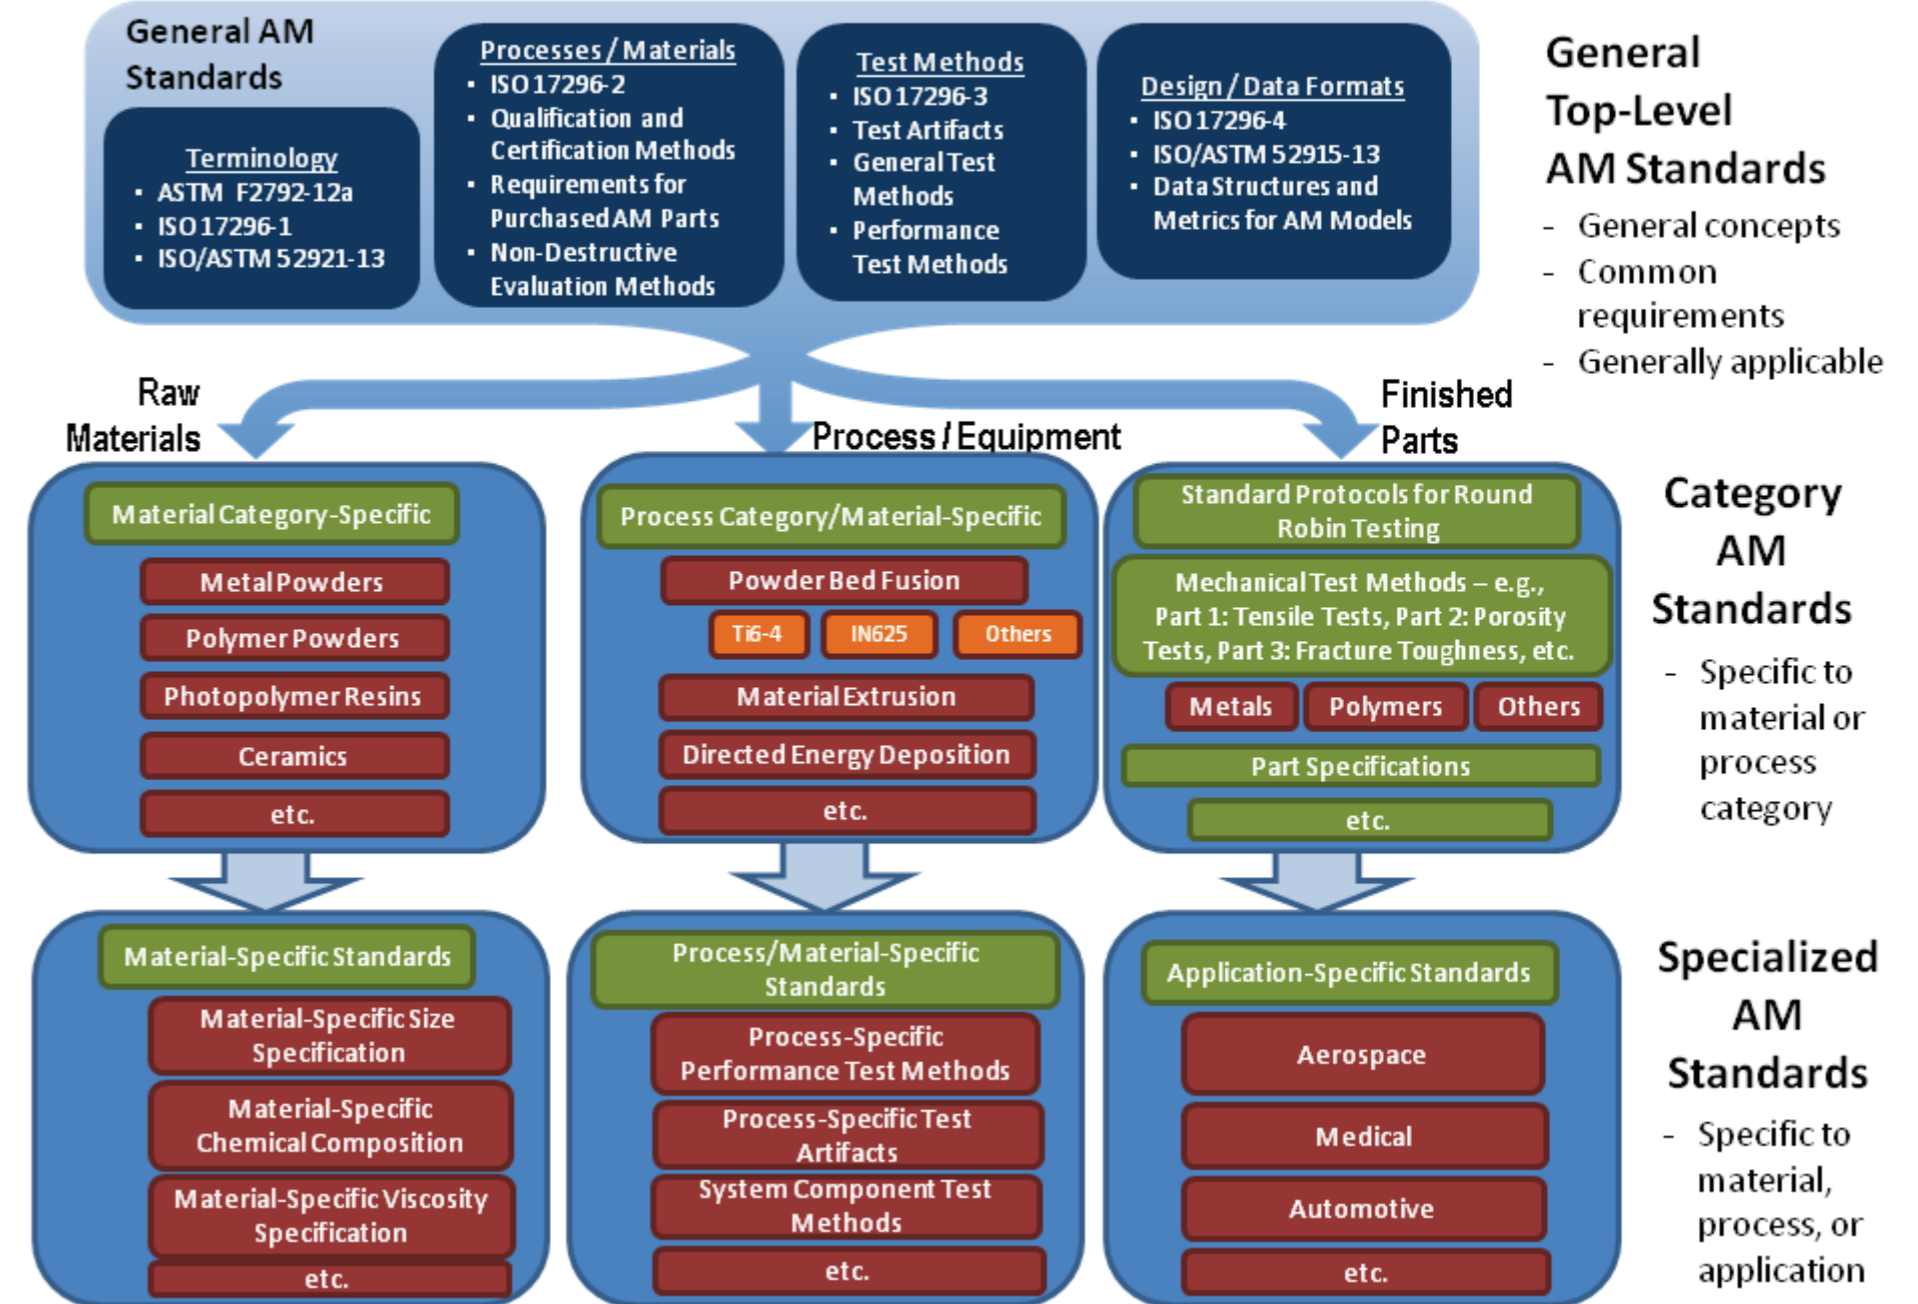 General AM
Standards
Terminology
▪ ASTM F2792-12a
▪ ISO 17296-1
▪ ISO/ASTM 52921-13
Processes / Materials
▪ ISO 17296-2
▪ Qualification and
Certification Methods
▪ Requirements for
Purchased AM Parts
▪ Non-Destructive
Evaluation Methods
Test Methods
▪ ISO 17296-3
▪ Test Artifacts
▪ General Test
Methods
▪ Performance
Test Methods
Design / Data Formats
▪ ISO 17296-4
▪ ISO/ASTM 52915-13
▪ Data Structures and
Metrics for AM Models
General
Top-Level
AM Standards
- General concepts
- Common
requirements
- Generally applicable
Raw
Materials
Process / Equipment
Finished
Parts
Material Category-Specific
Metal Powders
Polymer Powders
Photopolymer Resins
Ceramics
etc.
Process Category/Material-Specific
Powder Bed Fusion
Ti6-4
IN625
Others
Material Extrusion
Directed Energy Deposition
etc.
Standard Protocols for Round
Robin Testing
Mechanical Test Methods – e.g.,
Part 1: Tensile Tests, Part 2: Porosity
Tests, Part 3: Fracture Toughness, etc.
Metals
Polymers
Others
Part Specifications
etc.
Category
AM
Standards
- Specific to
material or
process
category
Material-Specific Standards
Material-Specific Size
Specification
Material-Specific
Chemical Composition
Material-Specific Viscosity
Specification
etc.
Process/Material-Specific
Standards
Process-Specific
Performance Test Methods
Process-Specific Test
Artifacts
System Component Test
Methods
etc.
Application-Specific Standards
Aerospace
Medical
Automotive
etc.
Specialized
AM
Standards
- Specific to
material,
process, or
application